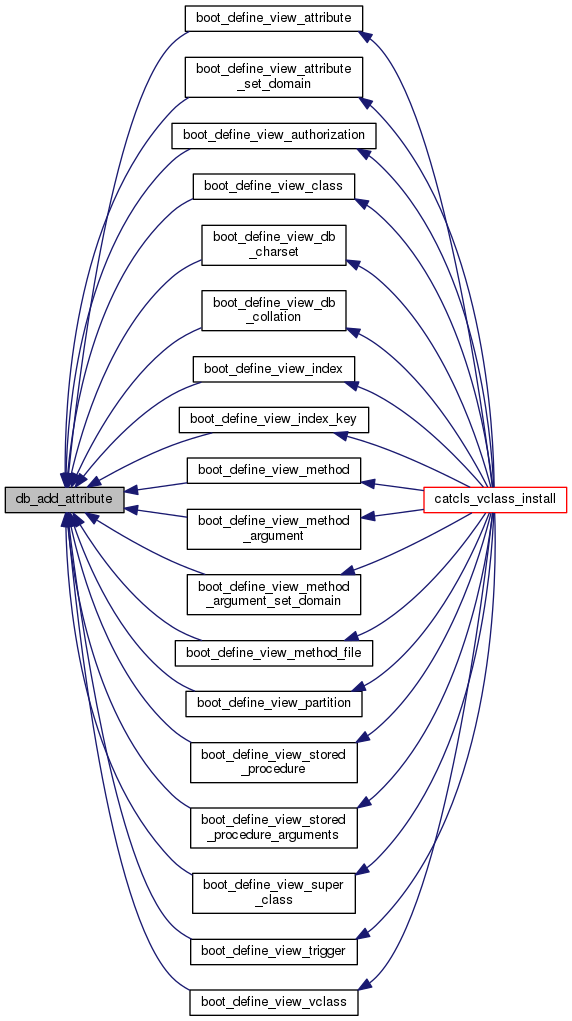 boot_define_view_attribute
boot_define_view_attribute
_set_domain
boot_define_view_authorization
boot_define_view_class
boot_define_view_db
_charset
boot_define_view_db
_collation
boot_define_view_index
boot_define_view_index_key
boot_define_view_method
db_add_attribute
catcls_vclass_install
boot_define_view_method
_argument
boot_define_view_method
_argument_set_domain
boot_define_view_method_file
boot_define_view_partition
boot_define_view_stored
_procedure
boot_define_view_stored
_procedure_arguments
boot_define_view_super
_class
boot_define_view_trigger
boot_define_view_vclass